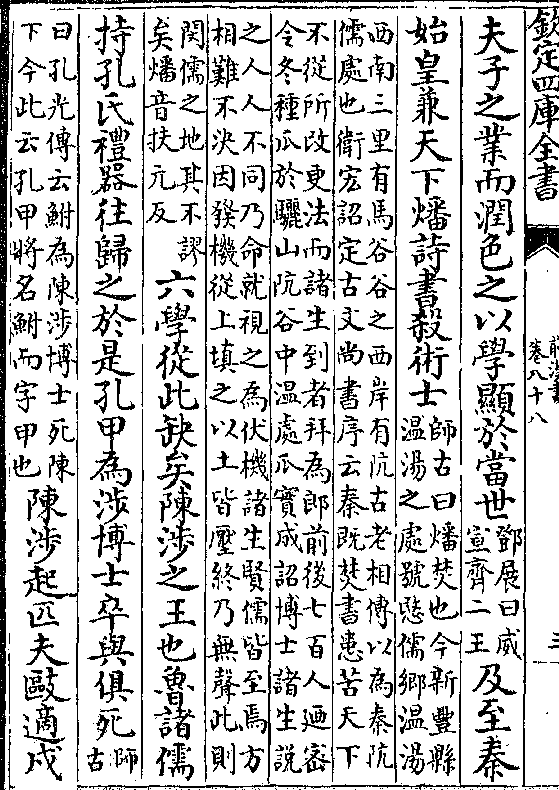 欽定四庫全書
卷八十八
夫子之業而潤色之以學顯於當世
鄧展曰威
宣齊二王
及至秦
始皇兼天下燔詩書殺術士
師古曰燔焚也今新豐縣
温湯之處號愍儒鄉温湯
西南三里有馬谷谷之西岸有阬古老相傳以為秦阬
儒處也衛宏詔定古文尚書序云秦既焚書患苦天下
不從所改更法而諸生到者拜為郎前後七百人廼密
令冬種瓜於驪山阬谷中温處瓜實成詔博士諸生說
之人人不同乃命就視之為伏機諸生賢儒皆至焉方
相難不決因發機從上填之以土皆壓終乃無聲此則
閔儒之地其不謬
矣燔音扶元反
六學從此缺矣陳涉之王也魯諸儒
持孔氏禮器往歸之於是孔甲為涉博士卒與俱死
師
古
曰孔光傳云鮒為陳涉博士死陳
下今此云孔甲將名鮒而字甲也
陳涉起匹夫敺適戍